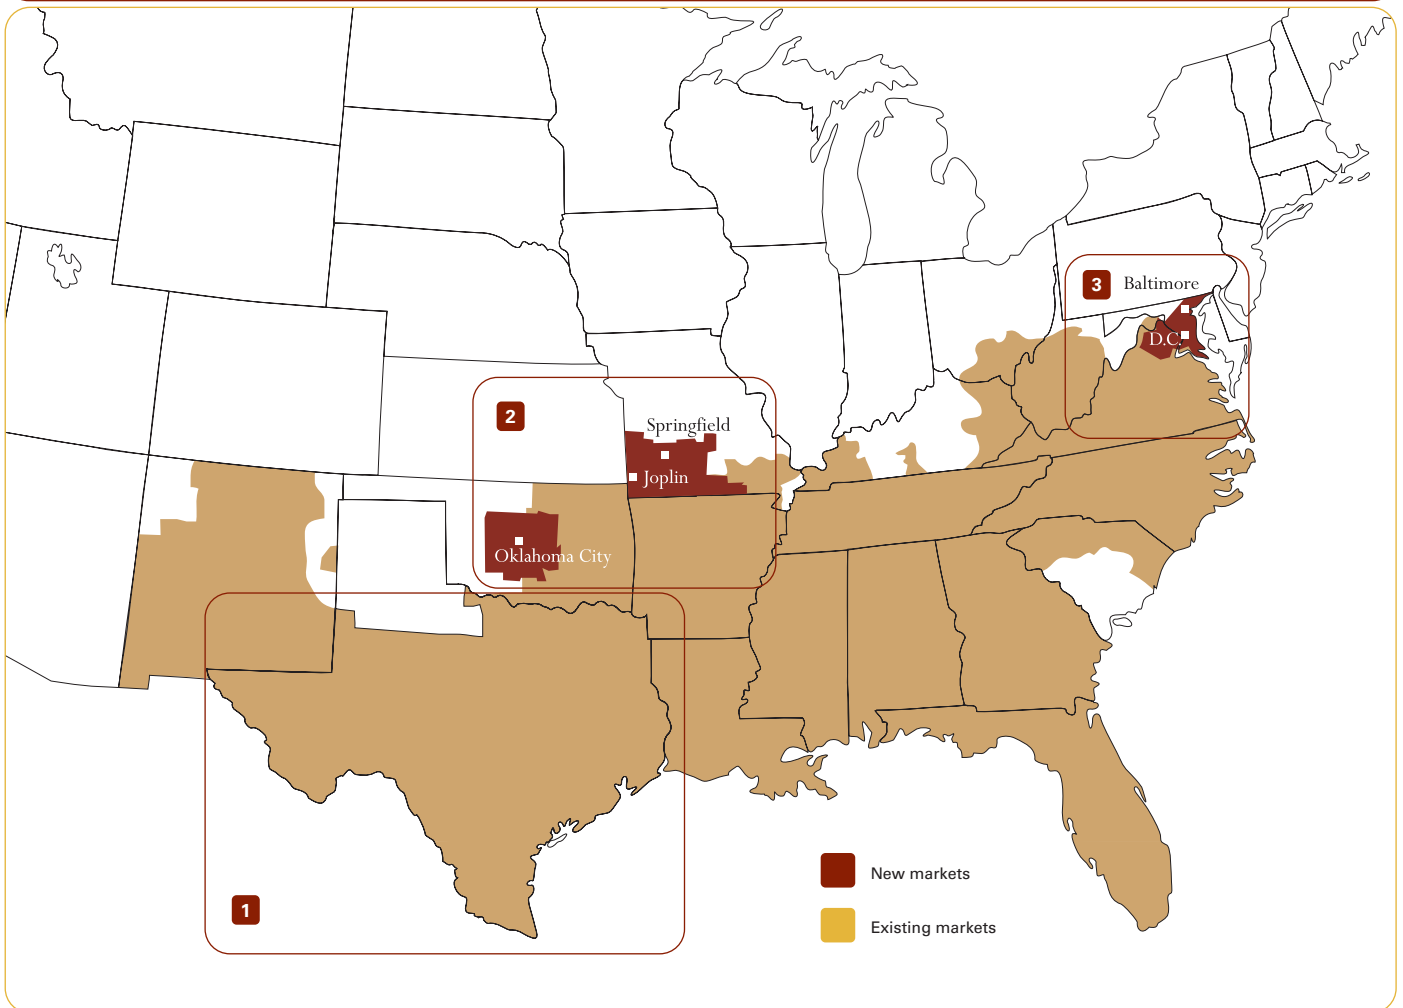 3
Baltimore
D.C.
2
Springfield
Joplin
Oklahoma City
1
New markets
Existing markets